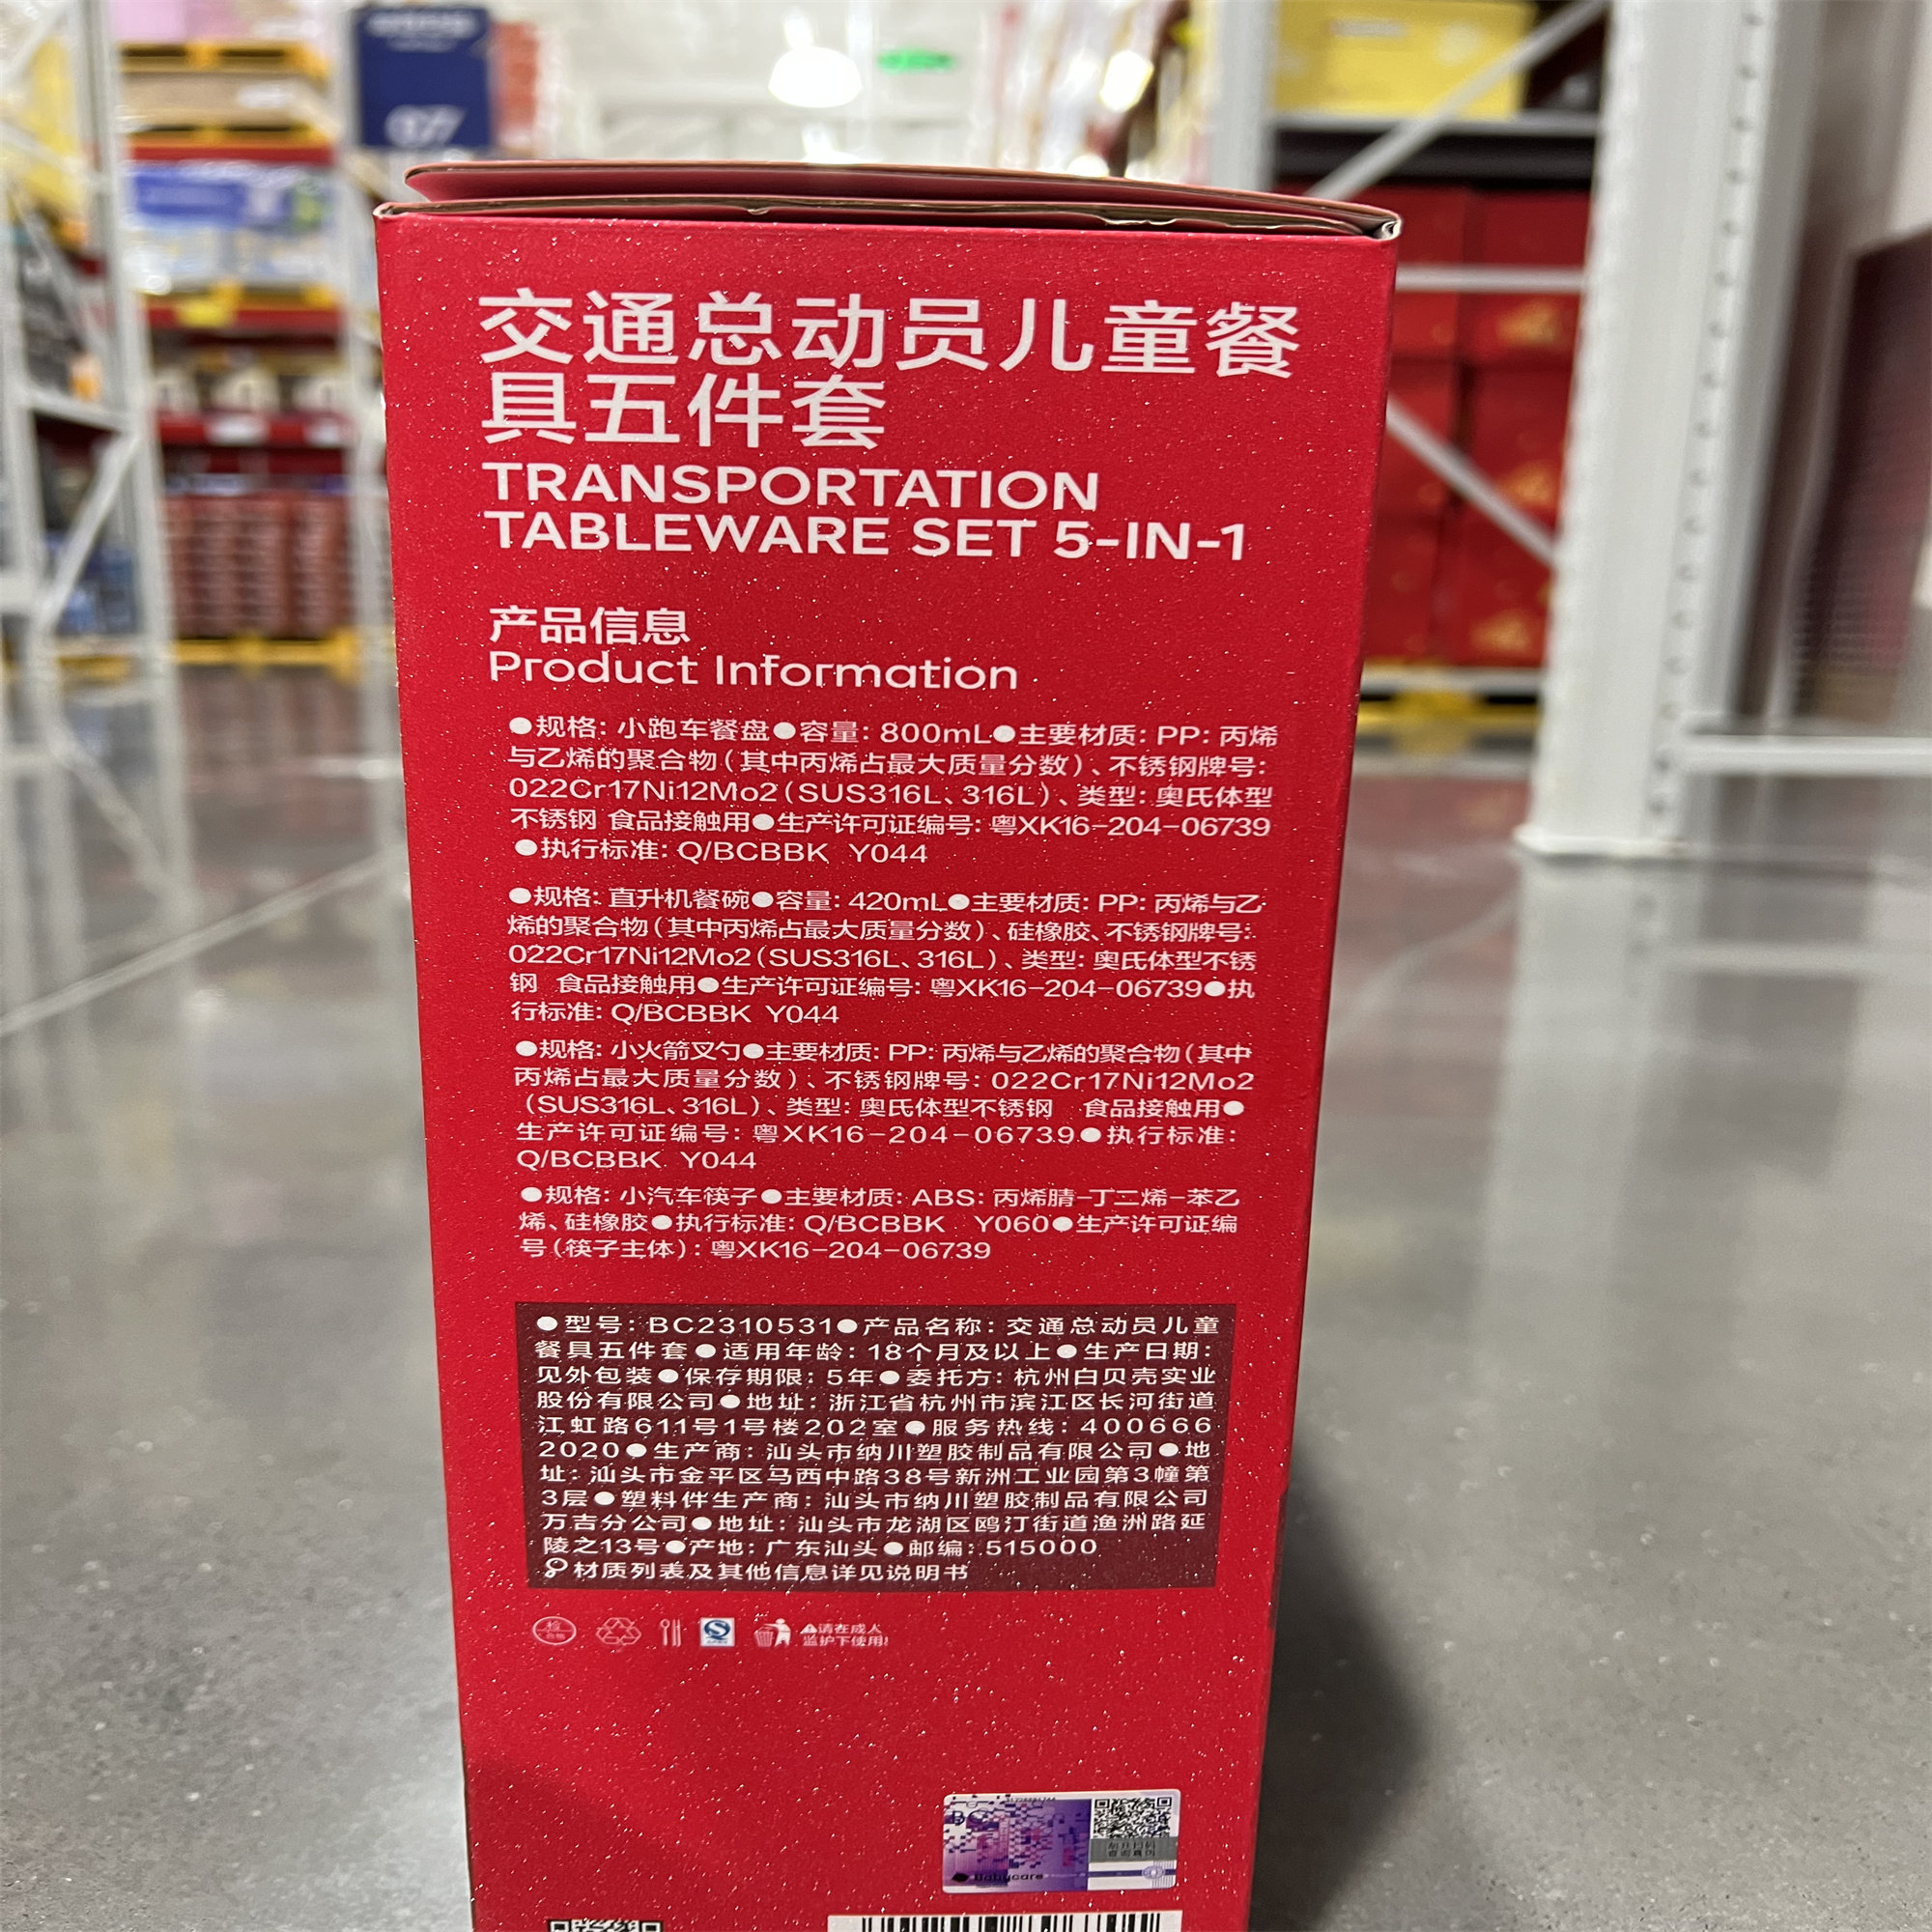 07
交通总动员儿童餐
具五件套
TRANSPORTATION
TABLEWARE SET 5-IN-1
产品信息
Product Information
●规格: 小跑车餐盘●容量: 800mL●主要材质: PP: 丙烯
与乙烯的聚合物(其中丙烯占最大质量分数)、不锈钢牌号:
022Cr17Ni12Mo2(SUS316L、316L)、类型: 奥氏体型
不锈钢 食品接触用●生产许可证编号: 粤XK16-204-06739
●执行标准: Q/BCBBK Y044
●规格: 直升机餐碗●容量: 420mL●主要材质: PP: 丙烯与乙
烯的聚合物(其中丙烯占最大质量分数)、硅橡胶、不锈钢牌号:
022Cr17Ni12Mo2(SUS316L、316L)、类型: 奥氏体型不锈
钢 食品接触用●生产许可证编号: 粤XK16-204-06739●执
行标准: Q/BCBBK Y044
●规格: 小火箭叉勺●主要材质: PP: 丙烯与乙烯的聚合物(其中
丙烯占最大质量分数)、不锈钢牌号: 022Cr17Ni12Mo2
(SUS316L、316L)、类型: 奥氏体型不锈钢 食品接触用●
生产许可证编号: 粤XK16-204-06739●执行标准:
Q/BCBBK Y044
●规格: 小汽车筷子●主要材质: ABS: 丙烯腈-丁二烯-苯乙
烯、硅橡胶●执行标准: Q/BCBBK Y060●生产许可证编
号(筷子主体): 粤XK16-204-06739
●型号: BC2310531●产品名称: 交通总动员儿童
餐具五件套●适用年龄: 18个月及以上●生产日期:
见外包装●保存期限: 5年●委托方: 杭州白贝壳实业
股份有限公司●地址: 浙江省杭州市滨江区长河街道
江虹路611号1号楼202室●服务热线: 400666
2020●生产商: 汕头市纳川塑胶制品有限公司●地
址: 汕头市金平区马西中路38号新洲工业园第3幢第
3层●塑料件生产商: 汕头市纳川塑胶制品有限公司
万吉分公司●地址: 汕头市龙湖区鸥汀街道渔洲路延
陵之13号●产地: 广东汕头●邮编: 515000
材质列表及其他信息详见说明书
请在成人
监护下使用!
BC
刮开扫码
查询真伪
babycare